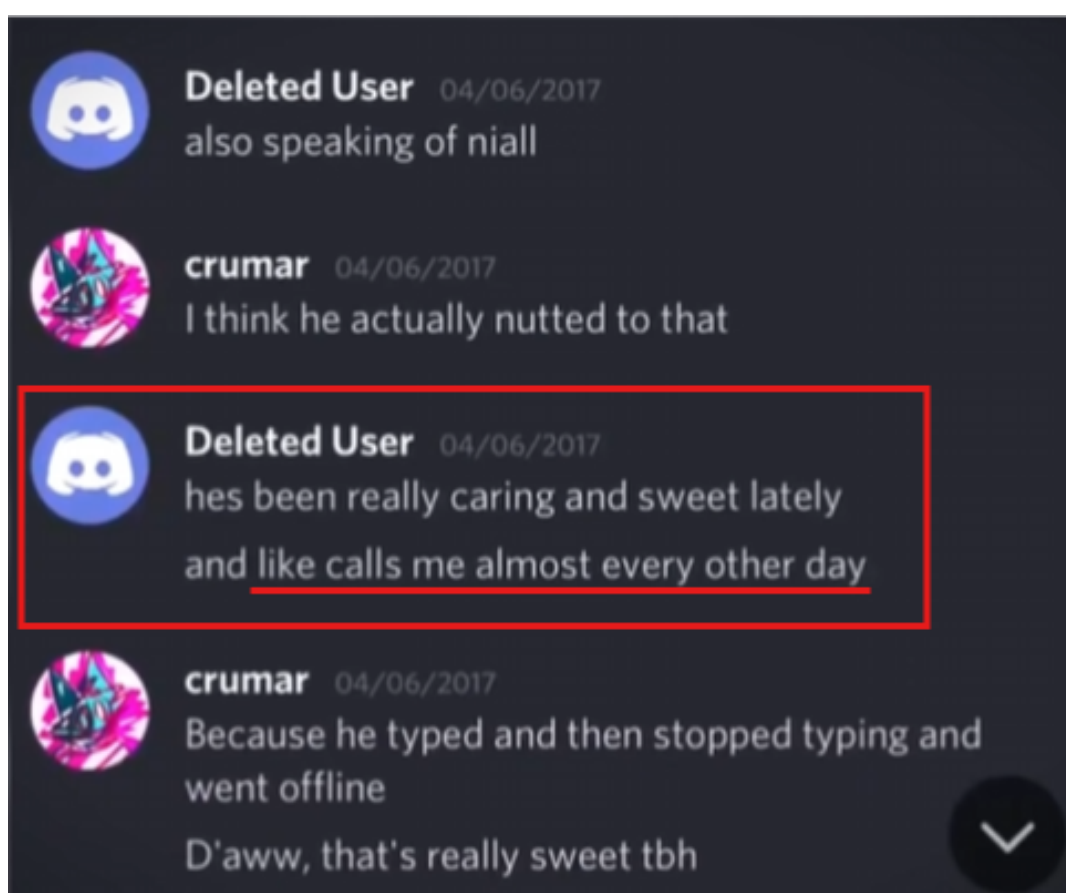 Deleted User 04/06/2017
also speaking of niall
crumar 04/06/2017
I think he actually nutted to that
Deleted User 04/06/2017
hes been really caring and sweet lately
and like calls me almost every other day
crumar 04/06/2017
Because he typed and then stopped typing and
went offline
D'aww, that's really sweet tbh